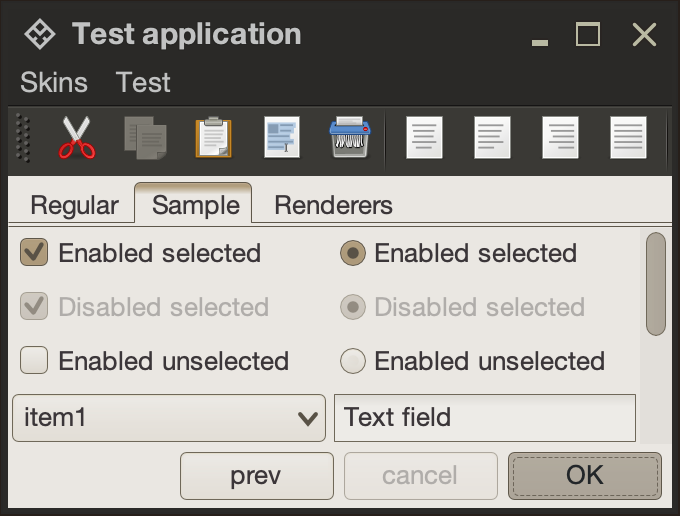 Test application
Skins Test
Regular Sample Renderers
Enabled selected Enabled selected
Disabled selected Disabled selected
Enabled unselected Enabled unselected
item1 Text field
prev cancel OK